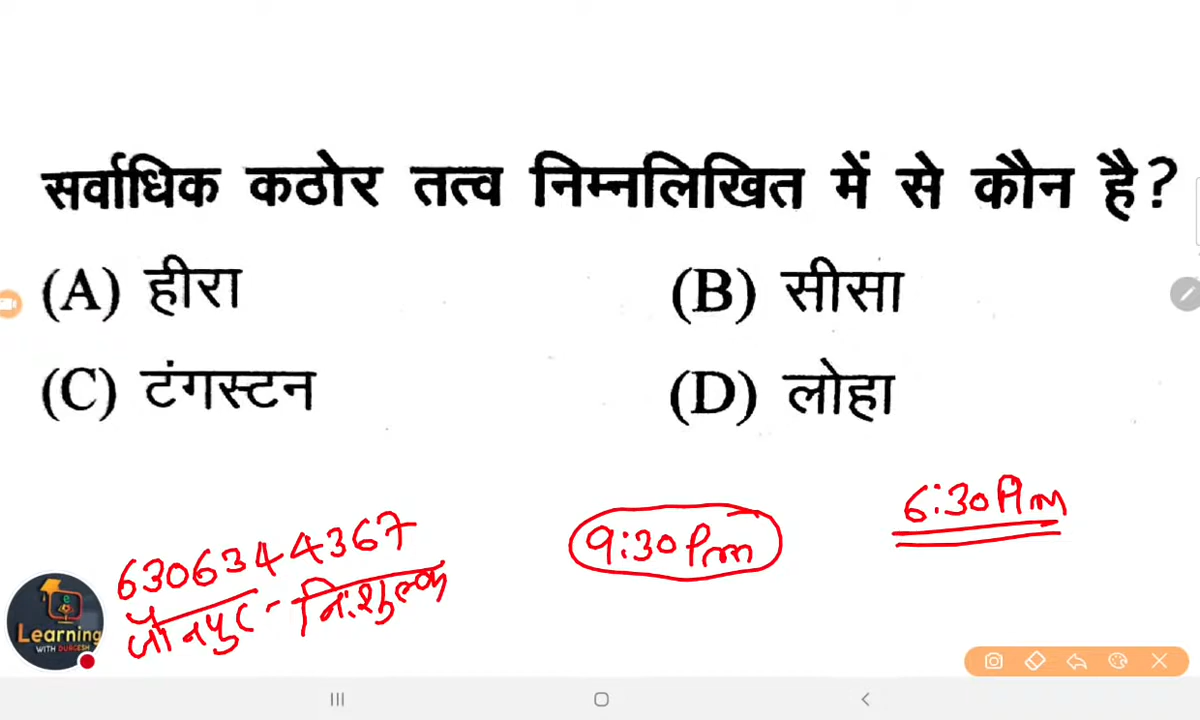 सर्वाधिक कठोर तत्व निम्नलिखित में से कौन है?
(A) हीरा (B) सीसा
(C) टंगस्टन (D) लोहा
6:30 Pm
9:30 Pm
6306344367
जौनपुर - निःशुल्क
e
Learning
WITH DURGESH